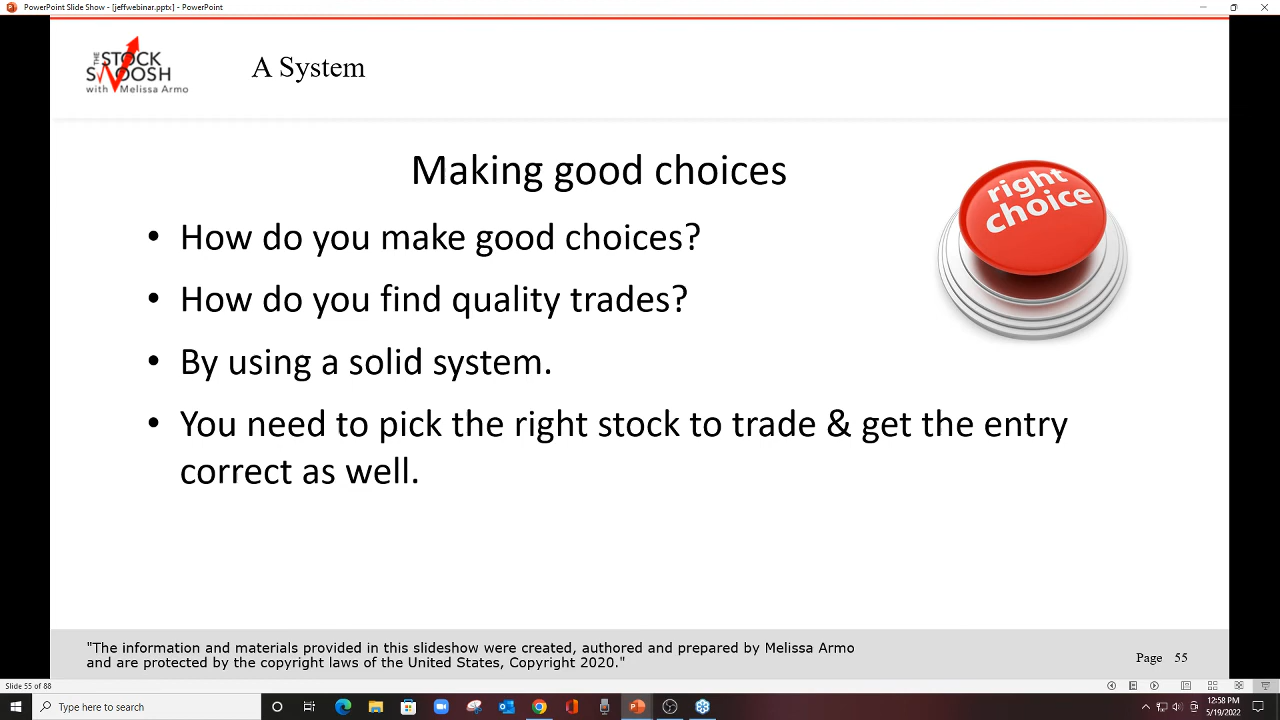 PowerPoint Slide Show - [jeffwebinar.pptx] - PowerPoint
THE
STOCK
SWOOSH
with Melissa Armo
A System
Making good choices
right
choice
• How do you make good choices?
• How do you find quality trades?
• By using a solid system.
• You need to pick the right stock to trade & get the entry
correct as well.
"The information and materials provided in this slideshow were created, authored and prepared by Melissa Armo
and are protected by the copyright laws of the United States, Copyright 2020."
Page 55
Slide 55 of 88
Type here to search
12:58 PM
5/19/2022